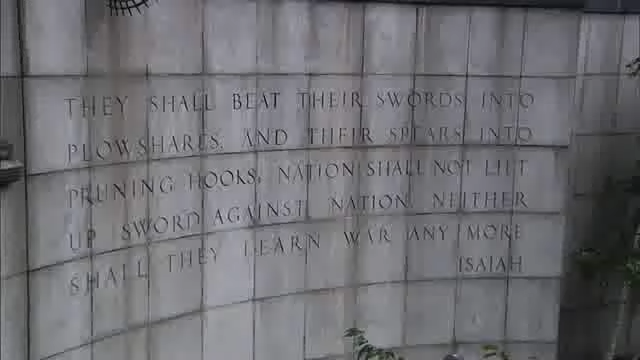 THEY SHALL BEAT THEIR SWORDS INTO
PLOWSHARES. AND THEIR SPEARS INTO
PRUNING HOOKS. NATION SHALL NOT LIFT
UP SWORD AGAINST NATION. NEITHER
SHALL THEY LEARN WAR ANY MORE
ISAIAH